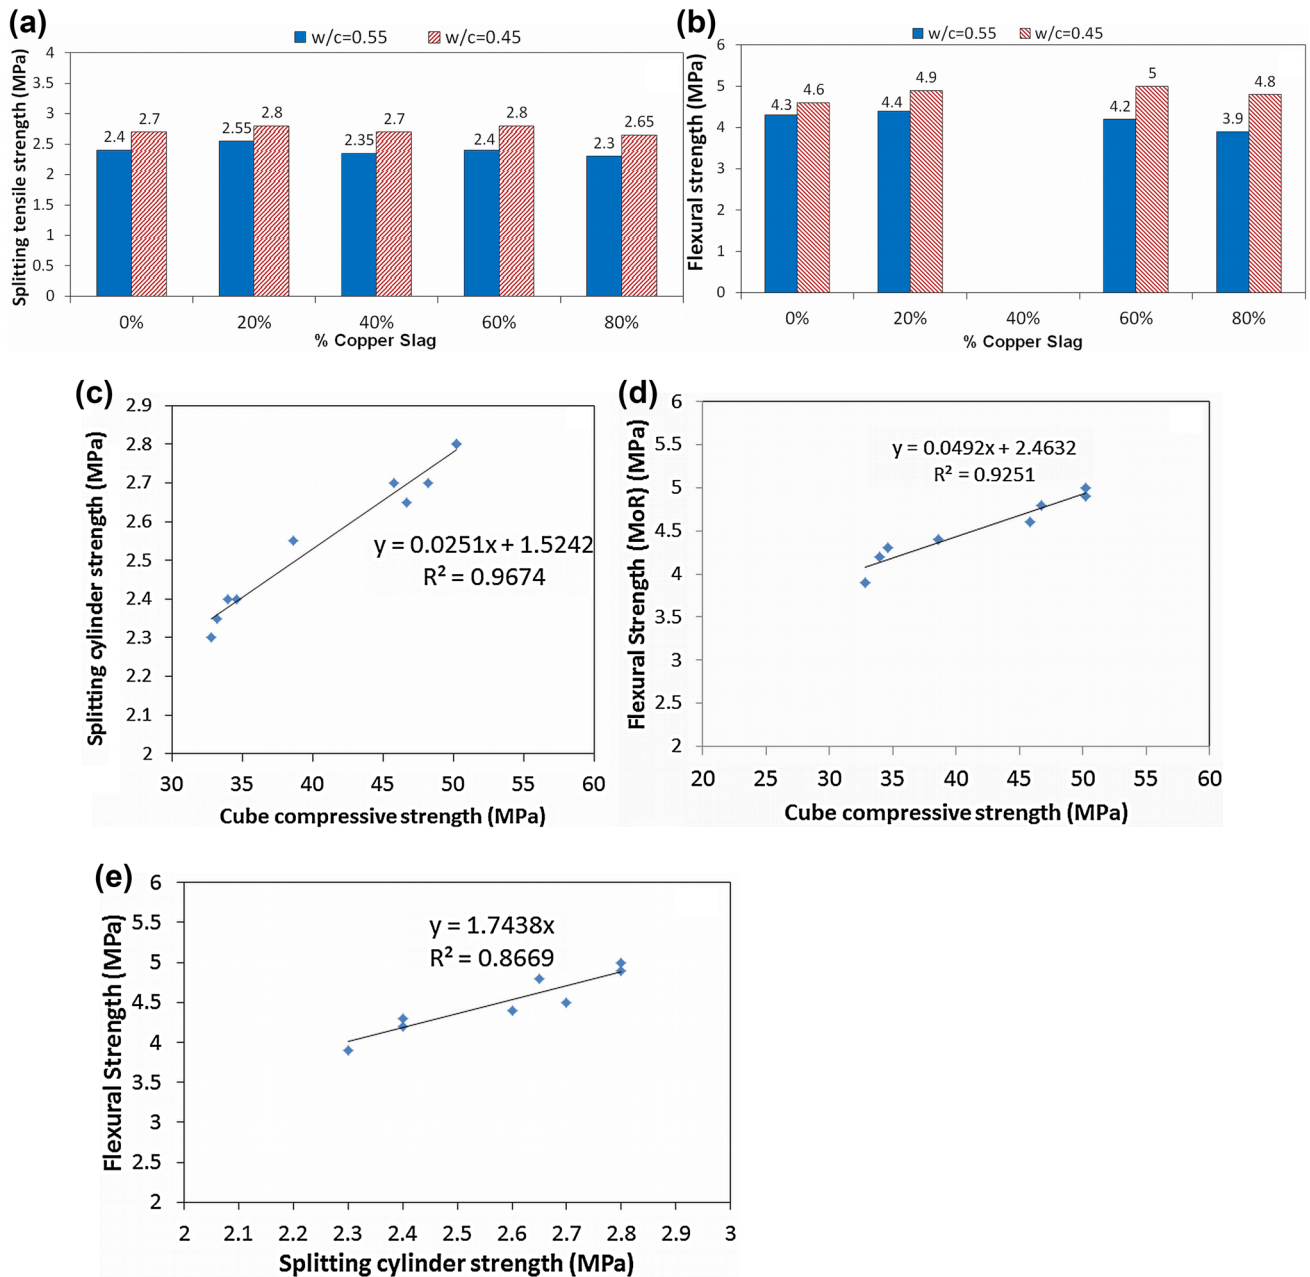 (a)
w/c=0.55 w/c=0.45
Splitting tensile strength (MPa)
4
3.5
3
2.5
2
1.5
1
0.5
0
2.4 2.7 2.55 2.8 2.35 2.7 2.4 2.8 2.3 2.65
0% 20% 40% 60% 80%
% Copper Slag
(b)
w/c=0.55 w/c=0.45
Flexural strength (MPa)
6
5
4
3
2
1
0
4.3 4.6 4.4 4.9 4.2 5 3.9 4.8
0% 20% 40% 60% 80%
% Copper Slag
(c)
Splitting cylinder strength (MPa)
2.9
2.8
2.7
2.6
2.5
2.4
2.3
2.2
2.1
2
y = 0.0251x + 1.5242
R² = 0.9674
30 35 40 45 50 55 60
Cube compressive strength (MPa)
(d)
Flexural Strength (MoR) (MPa)
6
5.5
5
4.5
4
3.5
3
2.5
2
y = 0.0492x + 2.4632
R² = 0.9251
20 25 30 35 40 45 50 55 60
Cube compressive strength (MPa)
(e)
Flexural Strength (MPa)
6
5.5
5
4.5
4
3.5
3
2.5
2
y = 1.7438x
R² = 0.8669
2 2.1 2.2 2.3 2.4 2.5 2.6 2.7 2.8 2.9 3
Splitting cylinder strength (MPa)